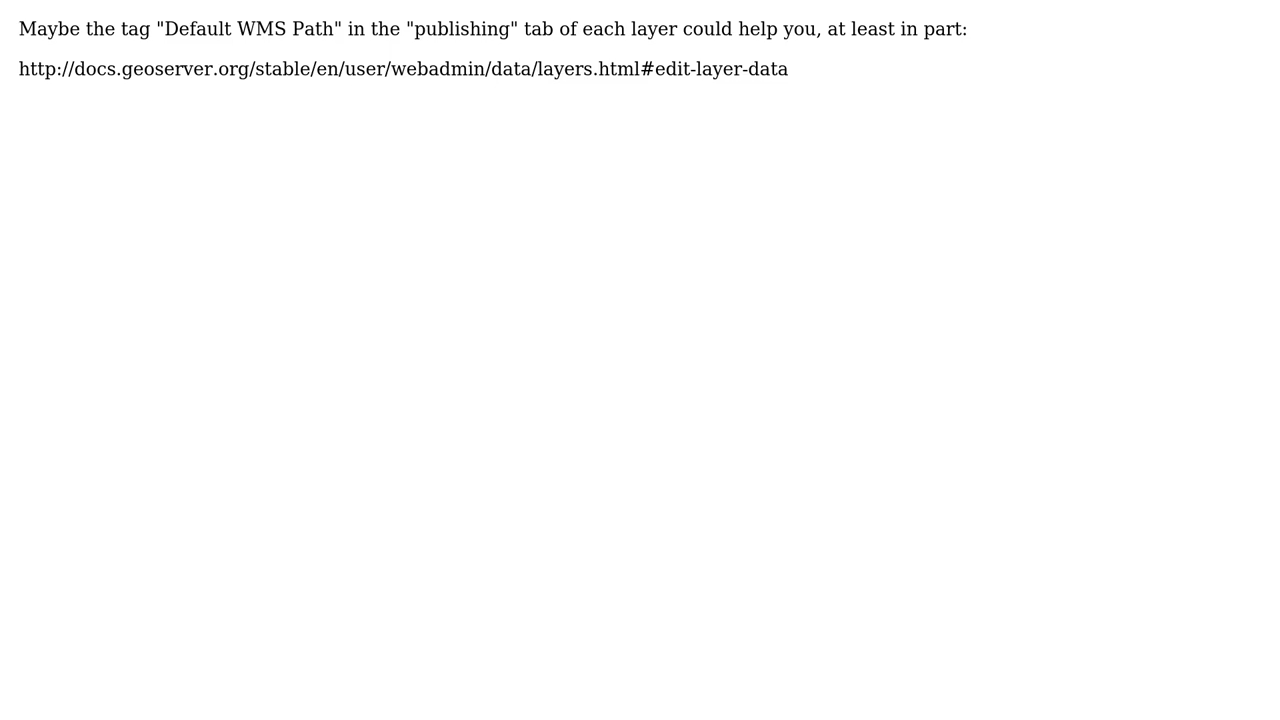 Maybe the tag "Default WMS Path" in the "publishing" tab of each layer could help you, at least in part:
http://docs.geoserver.org/stable/en/user/webadmin/data/layers.html#edit-layer-data